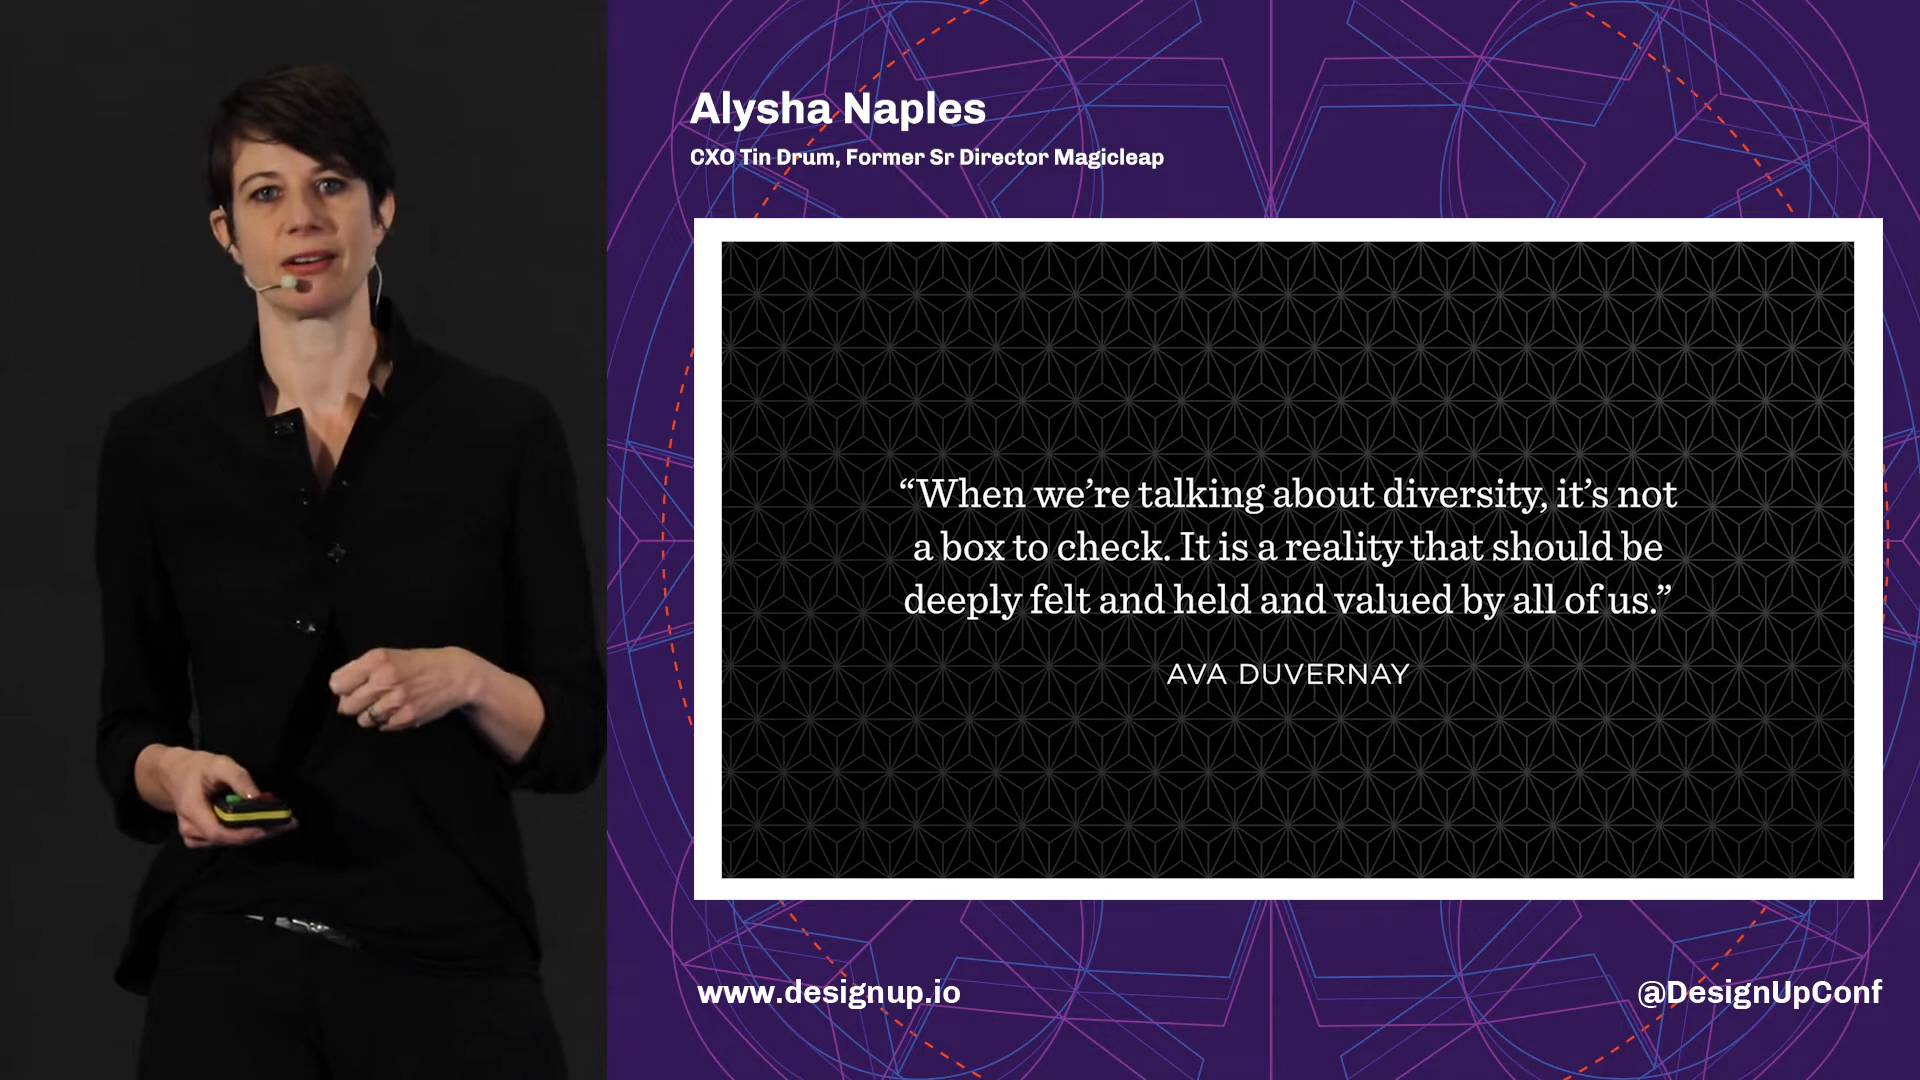 Alysha Naples
CXO Tin Drum, Former Sr Director Magicleap
“When we’re talking about diversity, it’s not
a box to check. It is a reality that should be
deeply felt and held and valued by all of us.”
AVA DUVERNAY
www.designup.io
@DesignUpConf